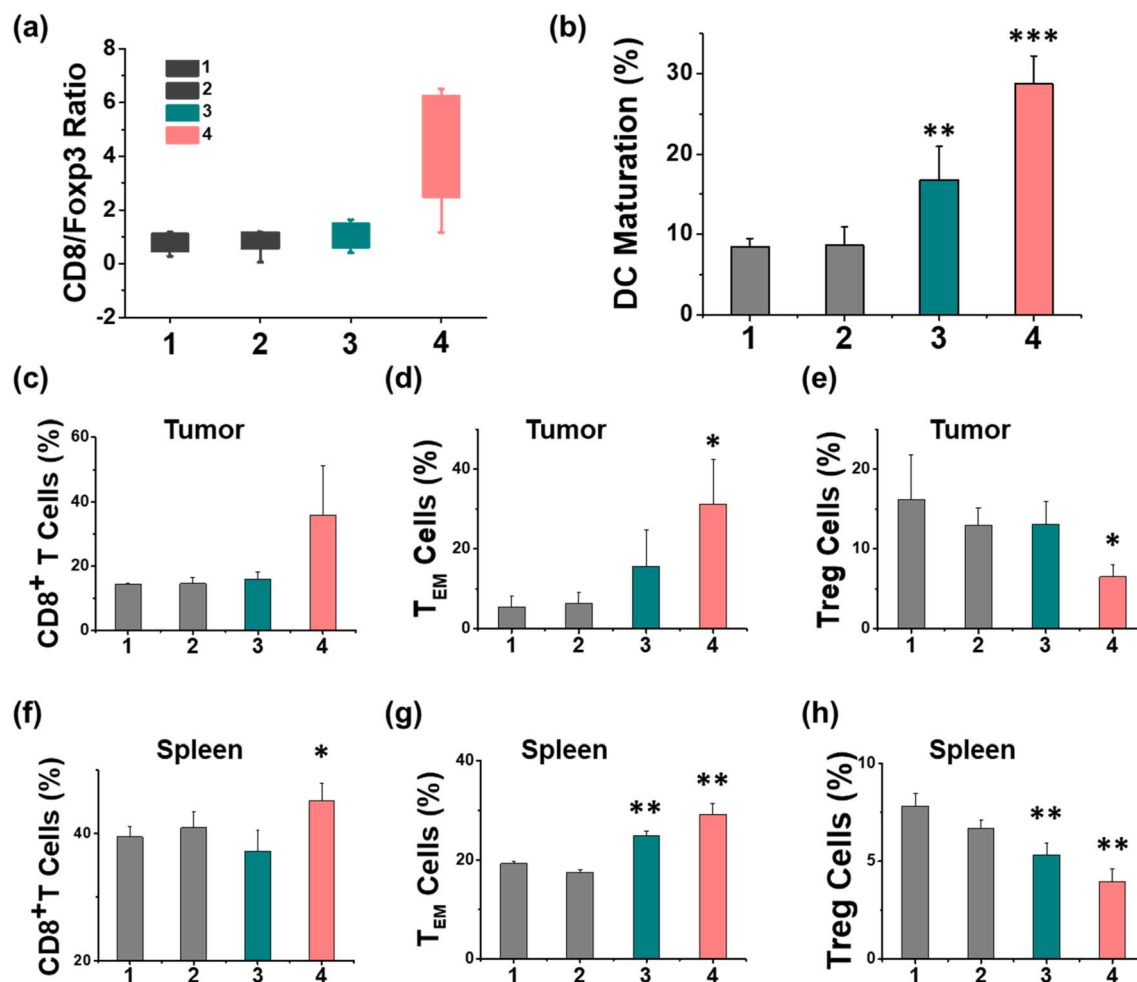 (a)
CD8/Foxp3 Ratio
8
6
4
2
0
-2
1
2
3
4
1 2 3 4
(b)
DC Maturation (%)
30
20
10
0
** ***
1 2 3 4
(c)
Tumor
CD8+ T Cells (%)
60
40
20
0
1 2 3 4
(d)
Tumor
TEM Cells (%)
40
20
0
*
1 2 3 4
(e)
Tumor
Treg Cells (%)
20
10
0
*
1 2 3 4
(f)
Spleen
CD8+T Cells (%)
40
20
*
1 2 3 4
(g)
Spleen
TEM Cells (%)
40
20
0
** **
1 2 3 4
(h)
Spleen
Treg Cells (%)
10
5
0
** **
1 2 3 4